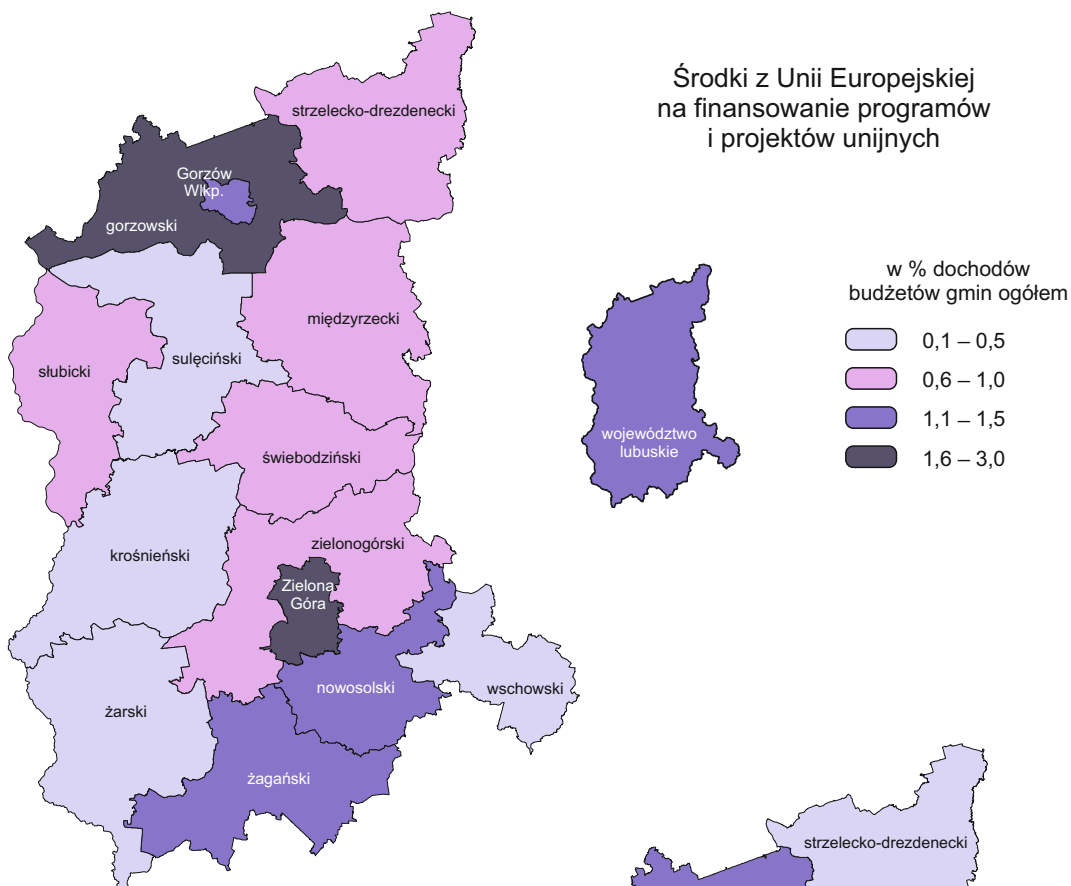 Środki z Unii Europejskiej
na finansowanie programów
i projektów unijnych
strzelecko-drezdenecki
Gorzów
Wlkp.
gorzowski
międzyrzecki
słubicki
sulęciński
świebodziński
krośnieński
zielonogórski
Zielona
Góra
nowosolski
wschowski
żarski
żagański
województwo
lubuskie
w % dochodów
budżetów gmin ogółem
0,1 – 0,5
0,6 – 1,0
1,1 – 1,5
1,6 – 3,0
strzelecko-drezdenecki